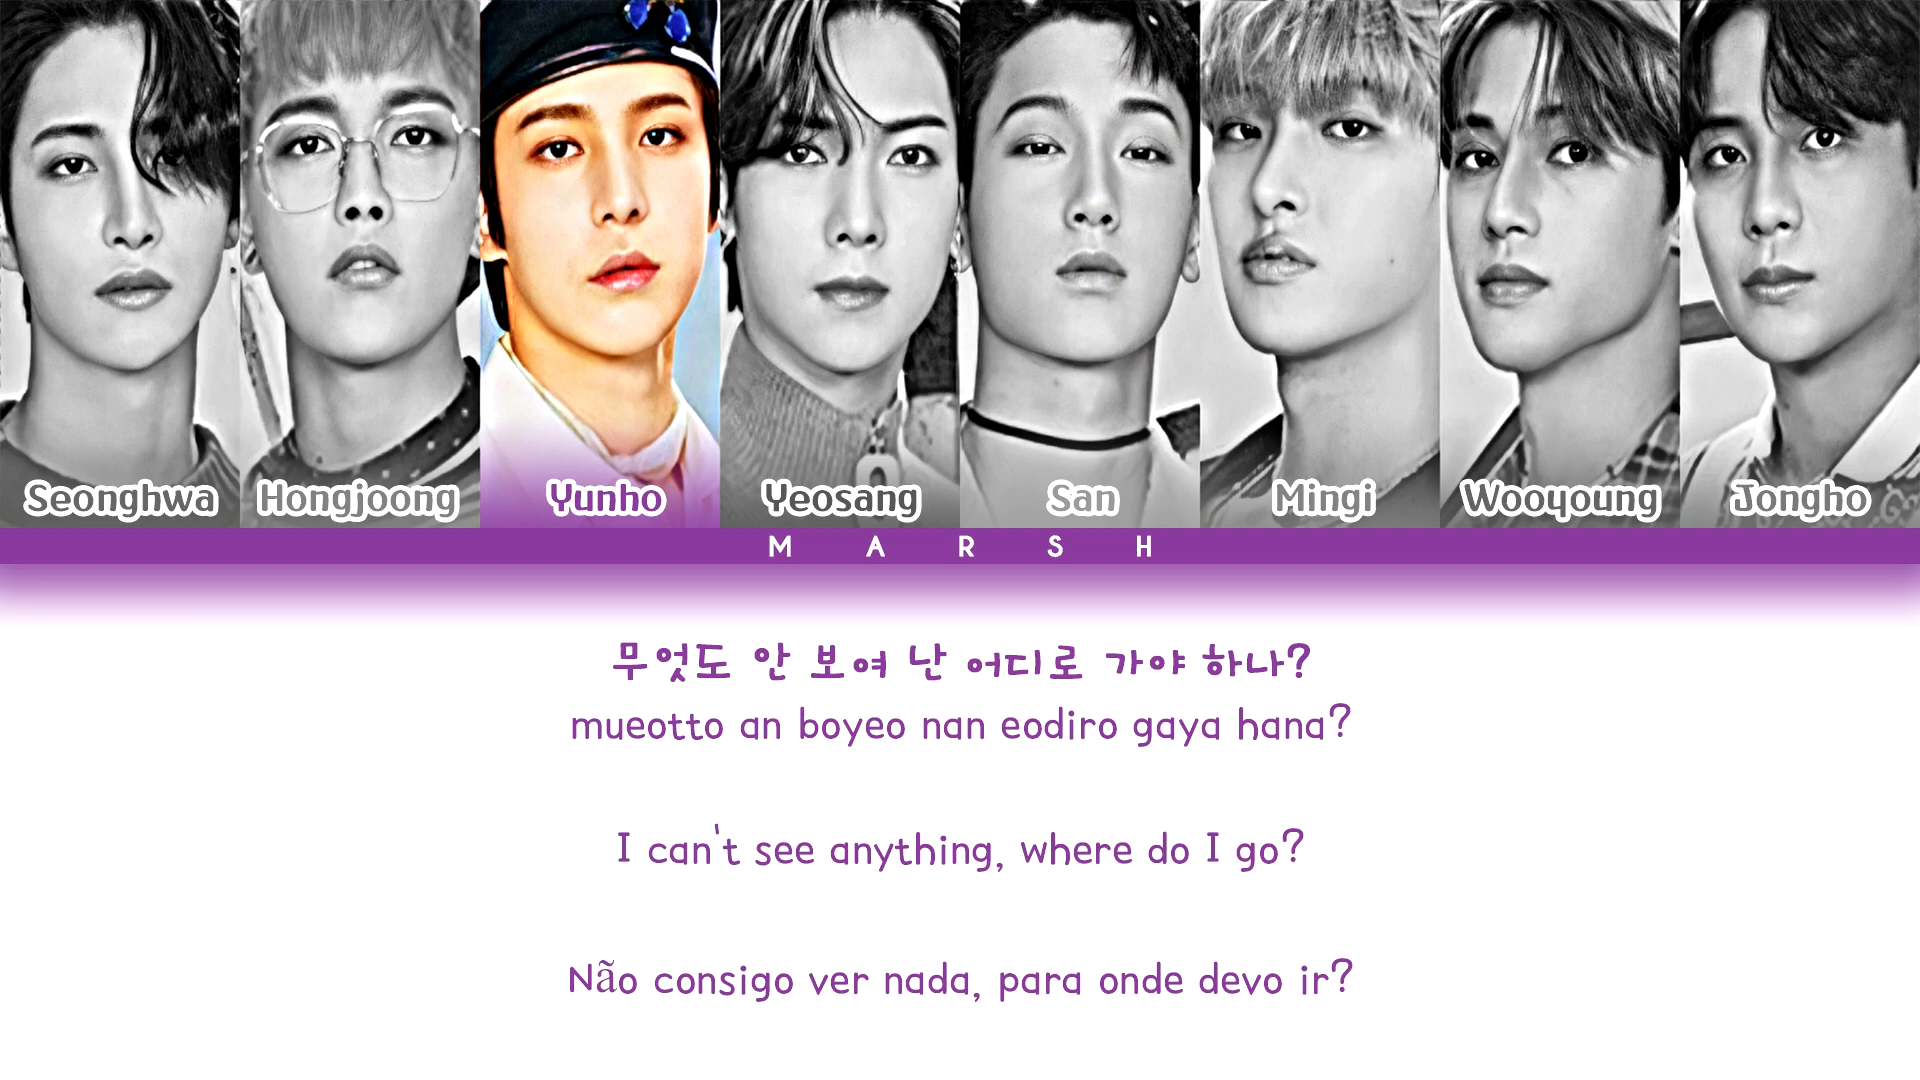 Seonghwa Hongjoong Yunho Yeosang San Mingi Wooyoung Jongho
MARSH
무엇도 안 보여 난 어디로 가야 하나?
mueotto an boyeo nan eodiro gaya hana?
I can't see anything, where do I go?
Não consigo ver nada, para onde devo ir?